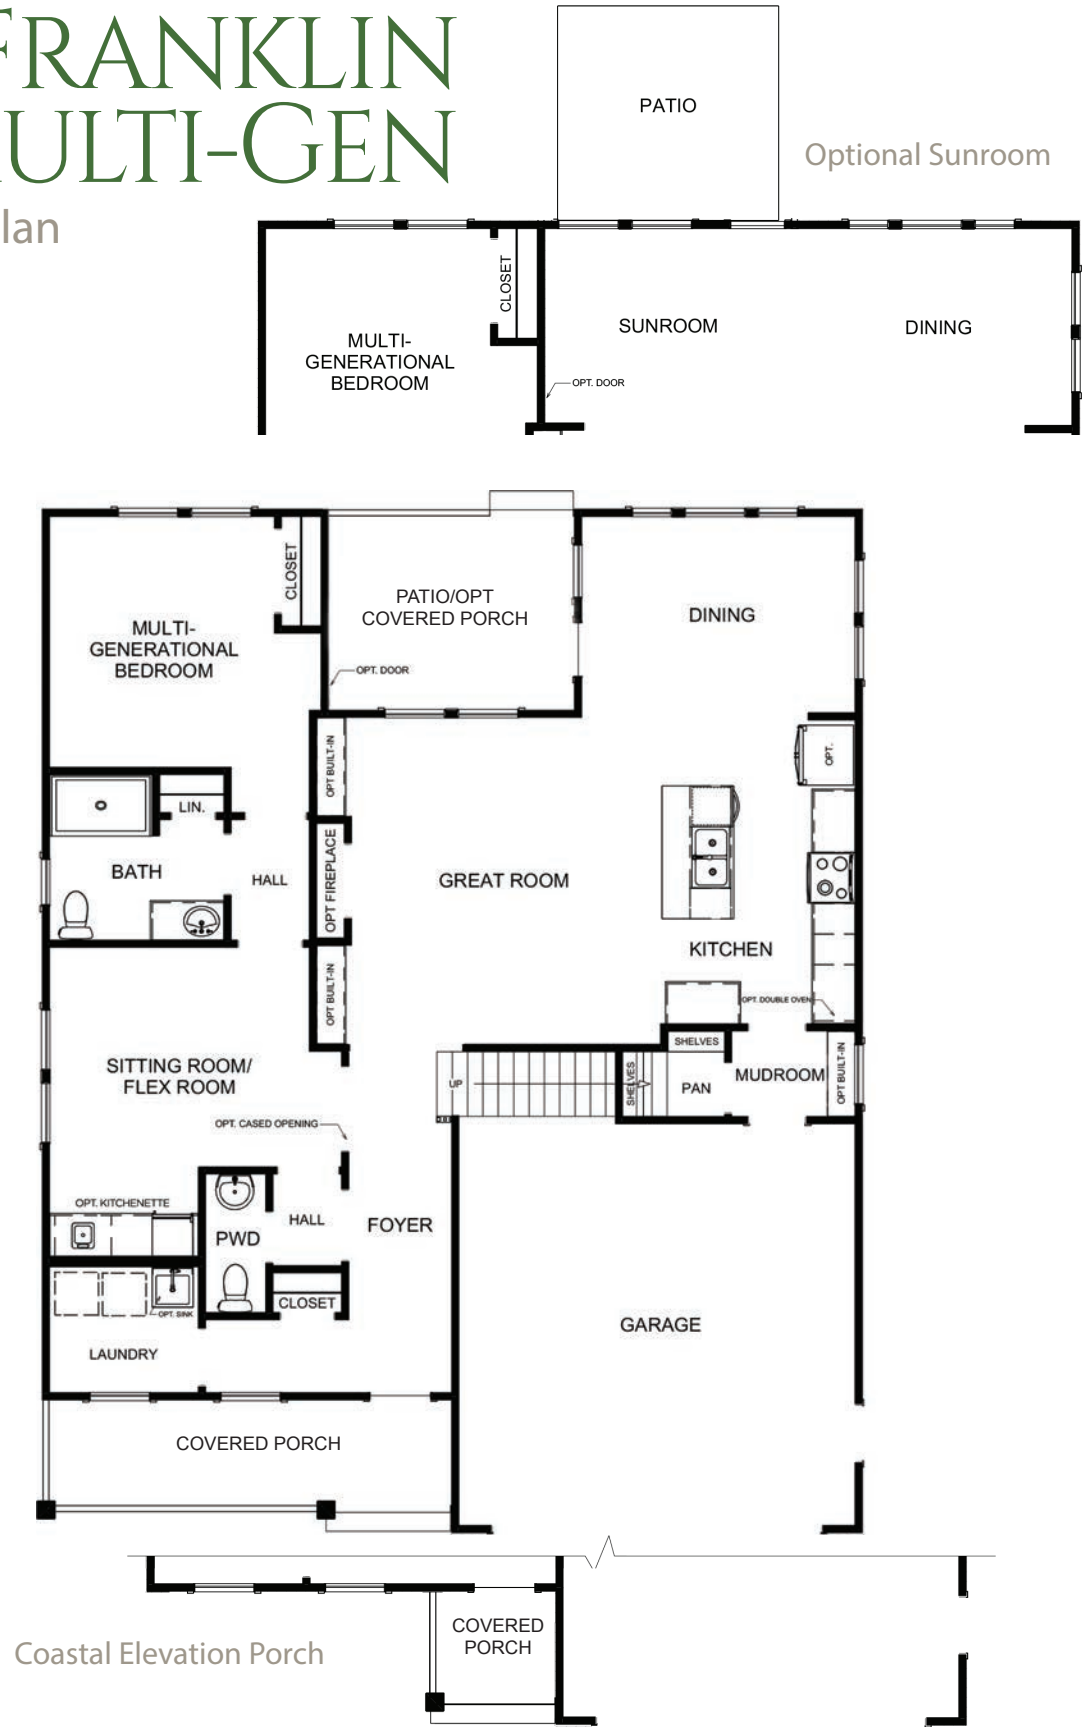 FRANKLIN
ULTI-GEN
lan
PATIO
Optional Sunroom
CLOSET
MULTI-
GENERATIONAL
BEDROOM
SUNROOM
DINING
OPT. DOOR
CLOSET
MULTI-
GENERATIONAL
BEDROOM
PATIO/OPT
COVERED PORCH
DINING
OPT. DOOR
OPT BUILT-IN
OPT.
LIN.
BATH
HALL
OPT FIREPLACE
GREAT ROOM
KITCHEN
OPT BUILT-IN
OPT. DOUBLE OVEN
SHELVES
SITTING ROOM/
FLEX ROOM
UP
SHELVES
PAN
MUDROOM
OPT BUILT-IN
OPT. CASED OPENING
OPT. KITCHENETTE
PWD
HALL
FOYER
CLOSET
OPT. SINK
LAUNDRY
GARAGE
COVERED PORCH
COVERED
PORCH
Coastal Elevation Porch